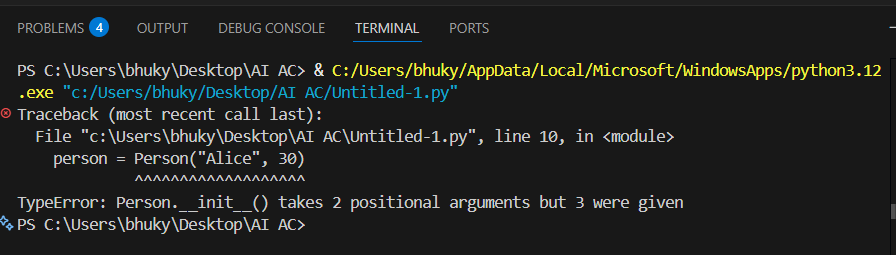 PROBLEMS 4 OUTPUT DEBUG CONSOLE TERMINAL PORTS
PS C:\Users\bhuky\Desktop\AI AC> & C:/Users/bhuky/AppData/Local/Microsoft/WindowsApps/python3.12
.exe "c:/Users/bhuky/Desktop/AI AC/Untitled-1.py"
Traceback (most recent call last):
  File "c:\Users\bhuky\Desktop\AI AC\Untitled-1.py", line 10, in <module>
    person = Person("Alice", 30)
             ^^^^^^^^^^^^^^^^^^^
TypeError: Person.__init__() takes 2 positional arguments but 3 were given
PS C:\Users\bhuky\Desktop\AI AC>